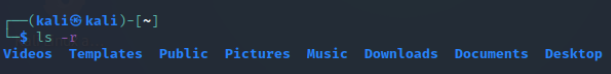 ┌──(kali㉿kali)-[~]
└─$ ls -r
Videos Templates Public Pictures Music Downloads Documents Desktop